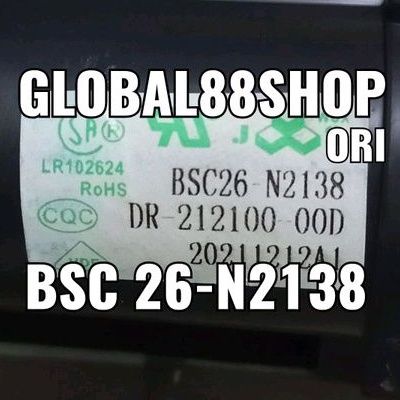 GLOBAL88SHOP
ORI
LR102624
RoHS
BSC26-N2138
CQC
DR-212100-00D
20211212A1
BSC 26-N2138